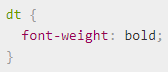 dt {
  font-weight: bold;
}